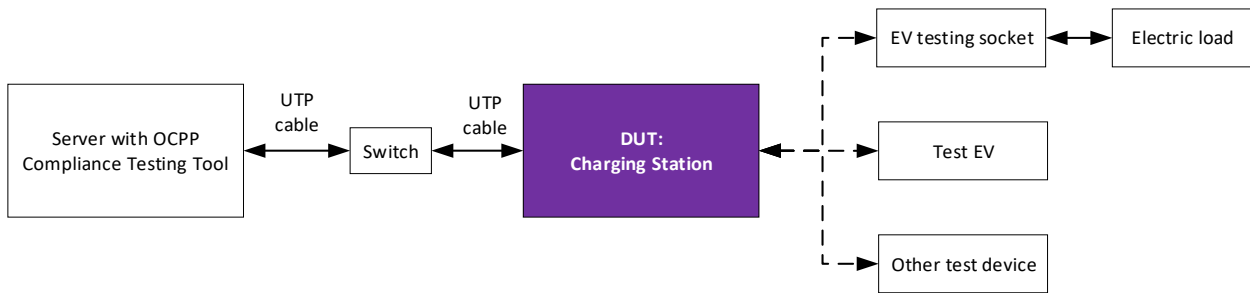 Server with OCPP
Compliance Testing Tool
UTP
cable
Switch
UTP
cable
DUT:
Charging Station
EV testing socket
Electric load
Test EV
Other test device